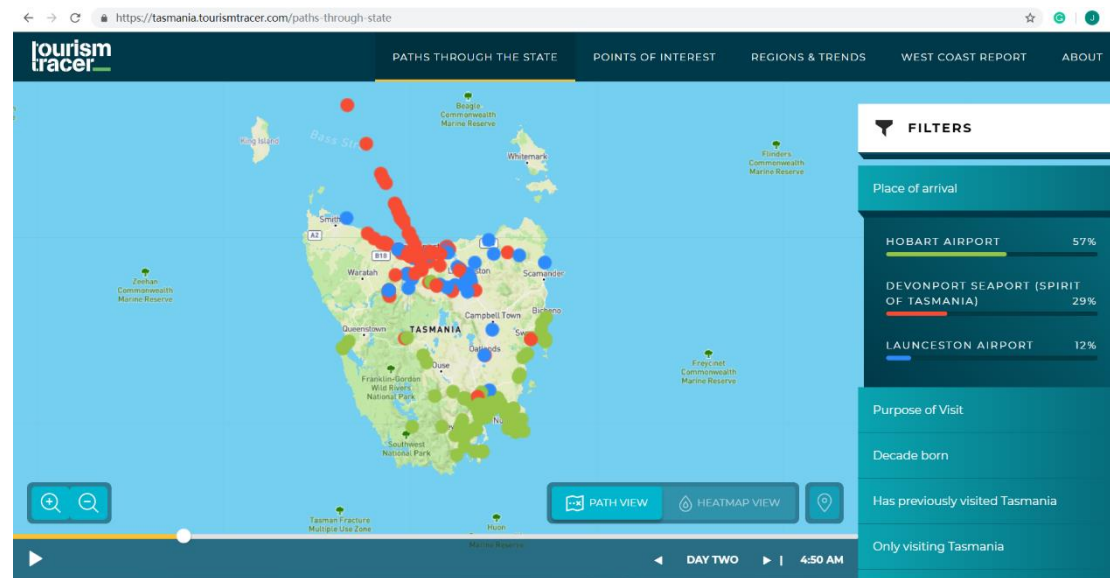 https://tasmania.tourismtracer.com/paths-through-state
tourism
tracer
PATHS THROUGH THE STATE
POINTS OF INTEREST
REGIONS & TRENDS
WEST COAST REPORT
ABOUT
J
FILTERS
Place of arrival
HOBART AIRPORT 57%
DEVONPORT SEAPORT (SPIRIT
OF TASMANIA) 29%
LAUNCESTON AIRPORT 12%
Purpose of Visit
Decade born
Has previously visited Tasmania
Only visiting Tasmania
Beagle
Commonwealth
Marine Reserve
King Island
Whitemark
Flinders
Commonwealth
Marine Reserve
A2
B18
Waratah
Scamander
Zeehan
Commonwealth
Marine Reserve
Campbell Town
Bicheno
Queenstown
TASMANIA
Oatlands
Freycinet
Commonwealth
Marine Reserve
Franklin-Gordon
Wild Rivers
National Park
Southwest
National Park
Tasman Fracture
Multiple Use Zone
Huon
Marine Reserve
PATH VIEW
HEATMAP VIEW
DAY TWO
4:50 AM